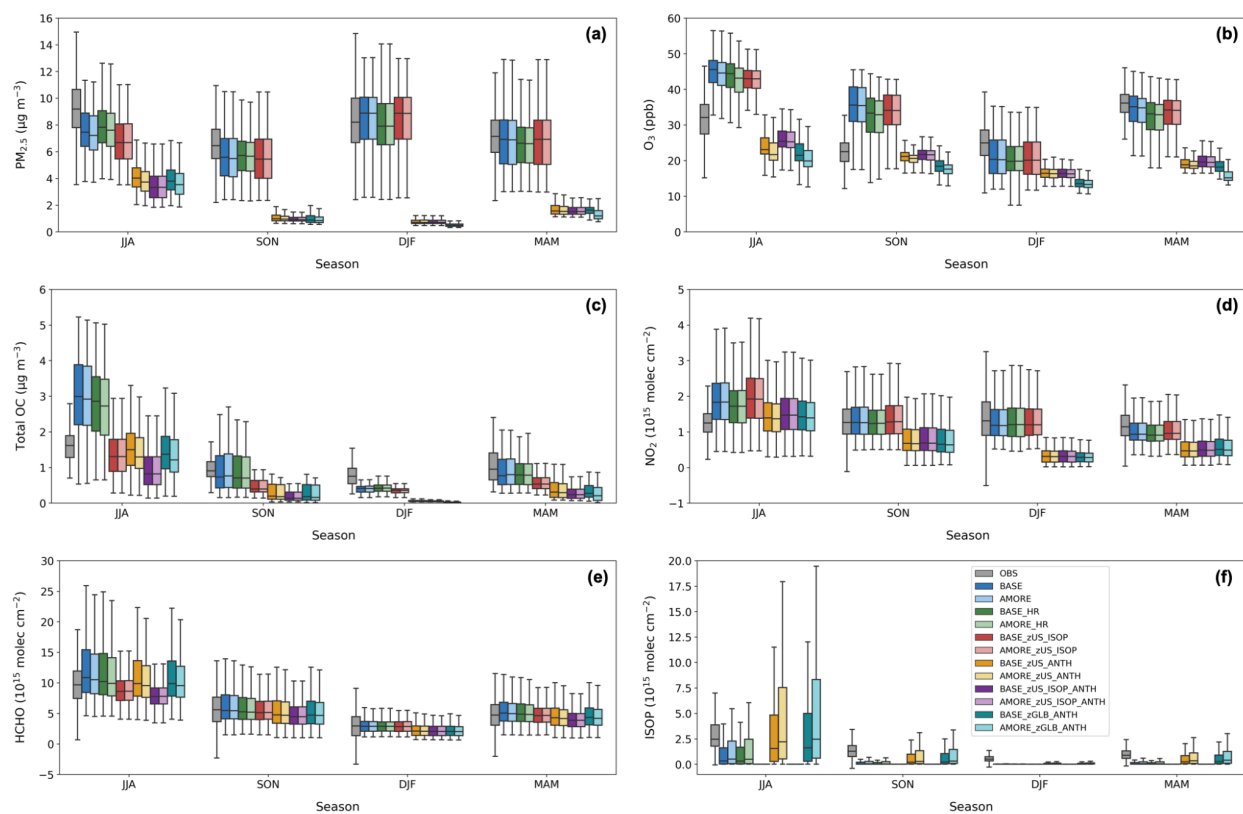 (a)
PM2.5 (µg m−3)
16
14
12
10
8
6
4
2
0
JJA SON DJF MAM
Season
(b)
O3 (ppb)
60
50
40
30
20
10
0
JJA SON DJF MAM
Season
(c)
Total OC (µg m−3)
6
5
4
3
2
1
0
JJA SON DJF MAM
Season
(d)
NO2 (10^15 molec cm−2)
5
4
3
2
1
0
−1
JJA SON DJF MAM
Season
(e)
HCHO (10^15 molec cm−2)
30
25
20
15
10
5
0
−5
JJA SON DJF MAM
Season
(f)
ISOP (10^15 molec cm−2)
20.0
17.5
15.0
12.5
10.0
7.5
5.0
2.5
0.0
JJA SON DJF MAM
Season
OBS
BASE
AMORE
BASE_HR
AMORE_HR
BASE_zUS_ISOP
AMORE_zUS_ISOP
BASE_zUS_ANTH
AMORE_zUS_ANTH
BASE_zUS_ISOP_ANTH
AMORE_zUS_ISOP_ANTH
BASE_zGLB_ANTH
AMORE_zGLB_ANTH